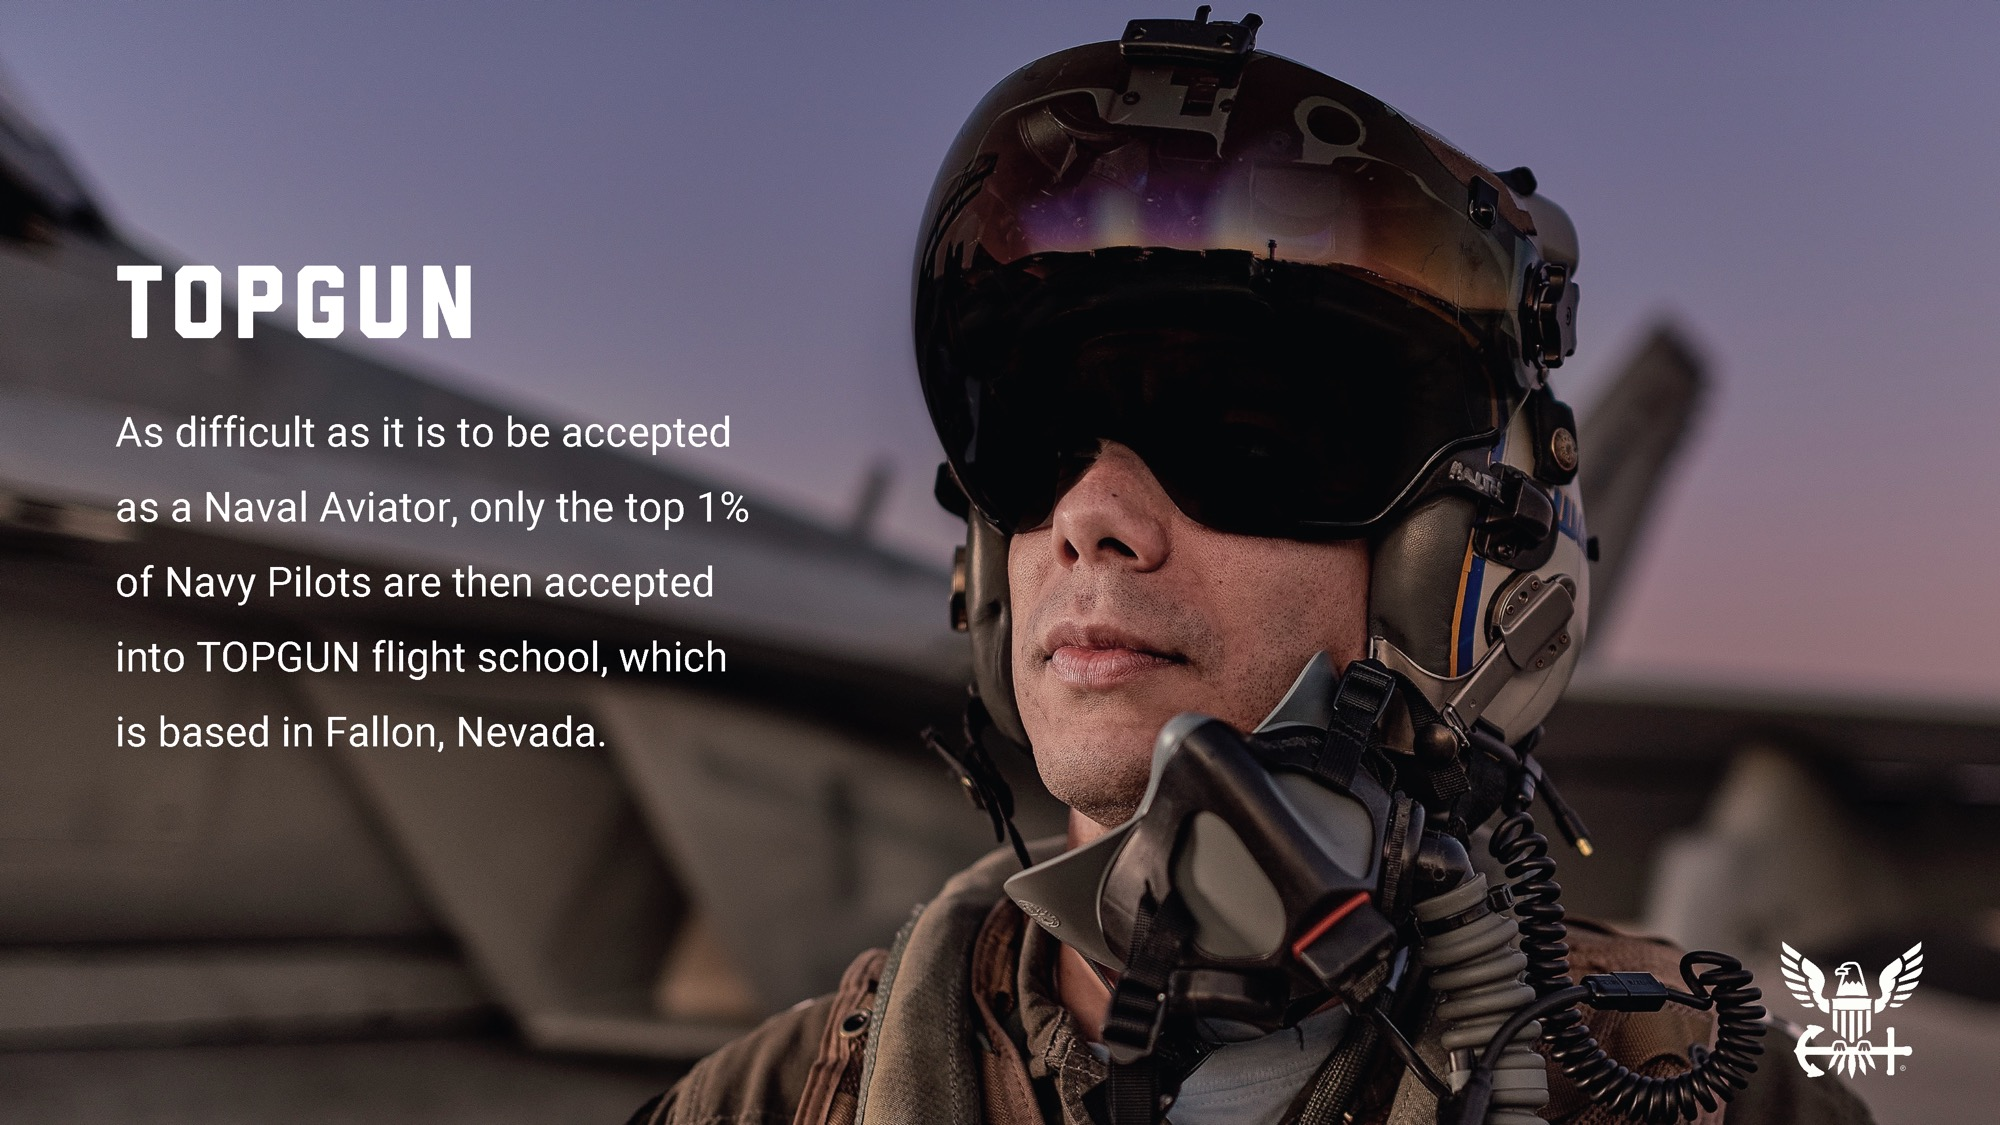 TOPGUN
As difficult as it is to be accepted
as a Naval Aviator, only the top 1%
of Navy Pilots are then accepted
into TOPGUN flight school, which
is based in Fallon, Nevada.